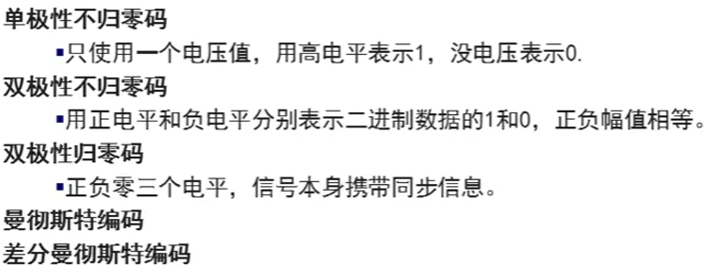 单极性不归零码
▪只使用一个电压值，用高电平表示1，没电压表示0.
双极性不归零码
▪用正电平和负电平分别表示二进制数据的1和0，正负幅值相等。
双极性归零码
▪正负零三个电平，信号本身携带同步信息。
曼彻斯特编码
差分曼彻斯特编码